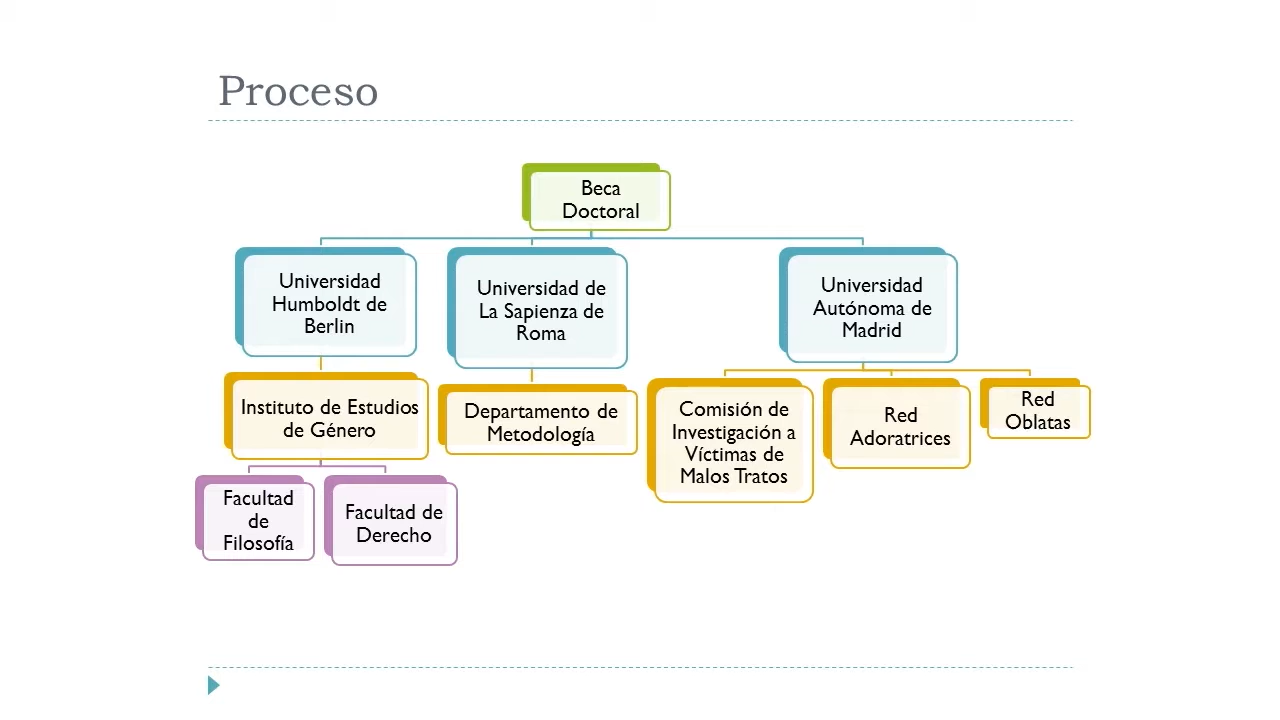 Proceso
Beca
Doctoral
Universidad
Humboldt de
Berlin
Universidad de
La Sapienza de
Roma
Universidad
Autónoma de
Madrid
Instituto de Estudios
de Género
Departamento de
Metodología
Comisión de
Investigación a
Víctimas de
Malos Tratos
Red
Adoratrices
Red
Oblatas
Facultad
de
Filosofía
Facultad de
Derecho